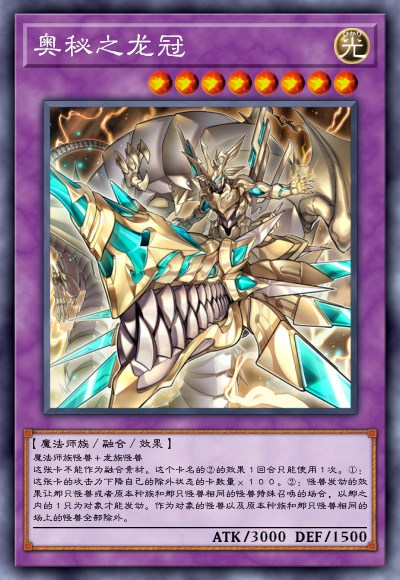 奥秘之龙冠
ひかり
光
【魔法师族／融合／效果】
魔法师族怪兽＋龙族怪兽
这张卡不能作为融合素材。这个卡名的②的效果１回合只能使用１次。①：
这张卡的攻击力下降自己的除外状态的卡数量×１００。②：怪兽发动的效
果让那只怪兽或者原本种族和那只怪兽相同的怪兽特殊召唤的场合，以那之
内的１只为对象才能发动。作为对象的怪兽以及原本种族和那只怪兽相同的
场上的怪兽全部除外。
ATK/3000 DEF/1500